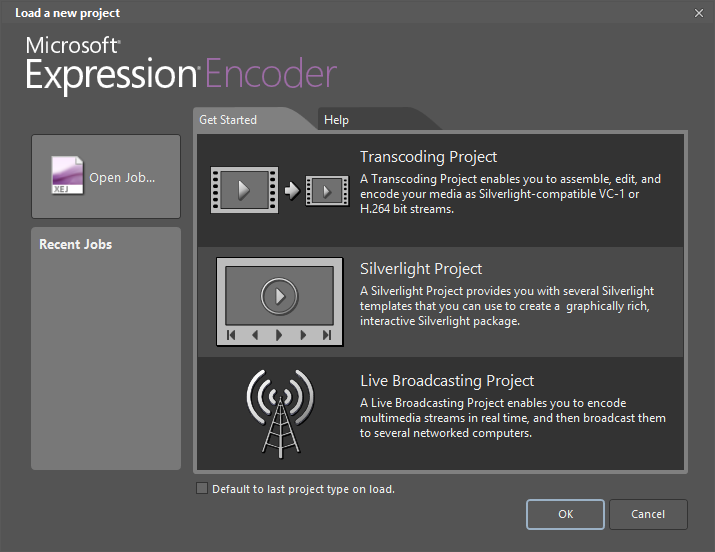 Load a new project
Microsoft®
Expression® Encoder
Get Started
Help
Open Job...
XEJ
Recent Jobs
Transcoding Project
A Transcoding Project enables you to assemble, edit, and
encode your media as Silverlight-compatible VC-1 or
H.264 bit streams.
Silverlight Project
A Silverlight Project provides you with several Silverlight
templates that you can use to create a graphically rich,
interactive Silverlight package.
Live Broadcasting Project
A Live Broadcasting Project enables you to encode
multimedia streams in real time, and then broadcast them
to several networked computers.
Default to last project type on load.
OK
Cancel